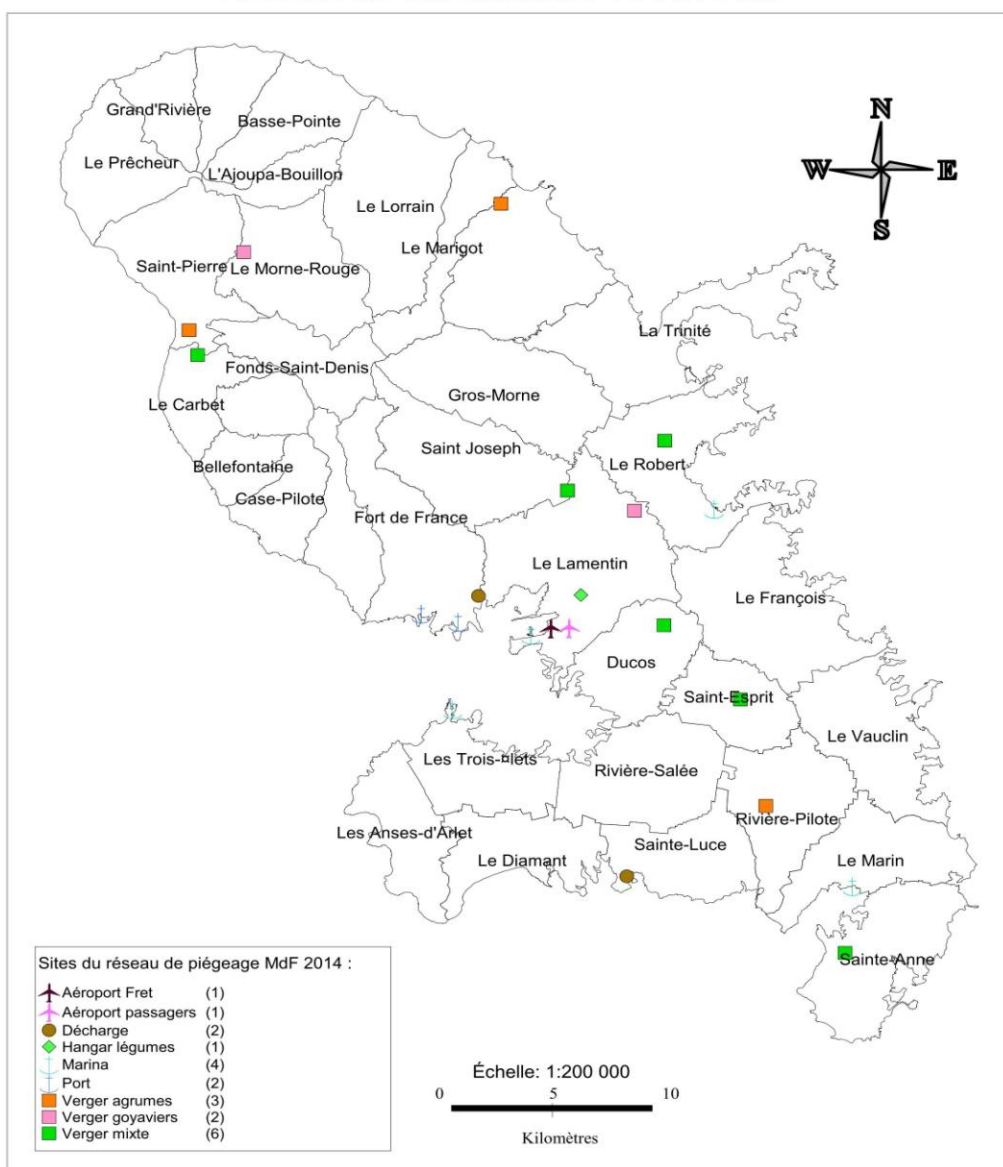 Grand'Rivière
Basse-Pointe
Le Prêcheur
L'Ajoupa-Bouillon
Le Lorrain
Le Marigot
Saint-Pierre
Le Morne-Rouge
N
W
E
S
La Trinité
Fonds-Saint-Denis
Gros-Morne
Le Carbet
Saint Joseph
Le Robert
Bellefontaine
Case-Pilote
Fort de France
Le Lamentin
Le François
Ducos
Saint-Esprit
Le Vauclin
Les Trois-¤lets
Rivière-Salée
Rivière-Pilote
Les Anses-d'Arlet
Sainte-Luce
Le Diamant
Le Marin
Sainte-Anne
Sites du réseau de piégeage MdF 2014 :
Aéroport Fret (1)
Aéroport passagers (1)
Décharge (2)
Hangar légumes (1)
Marina (4)
Port (2)
Verger agrumes (3)
Verger goyaviers (2)
Verger mixte (6)
Échelle: 1:200 000
0 5 10
Kilomètres